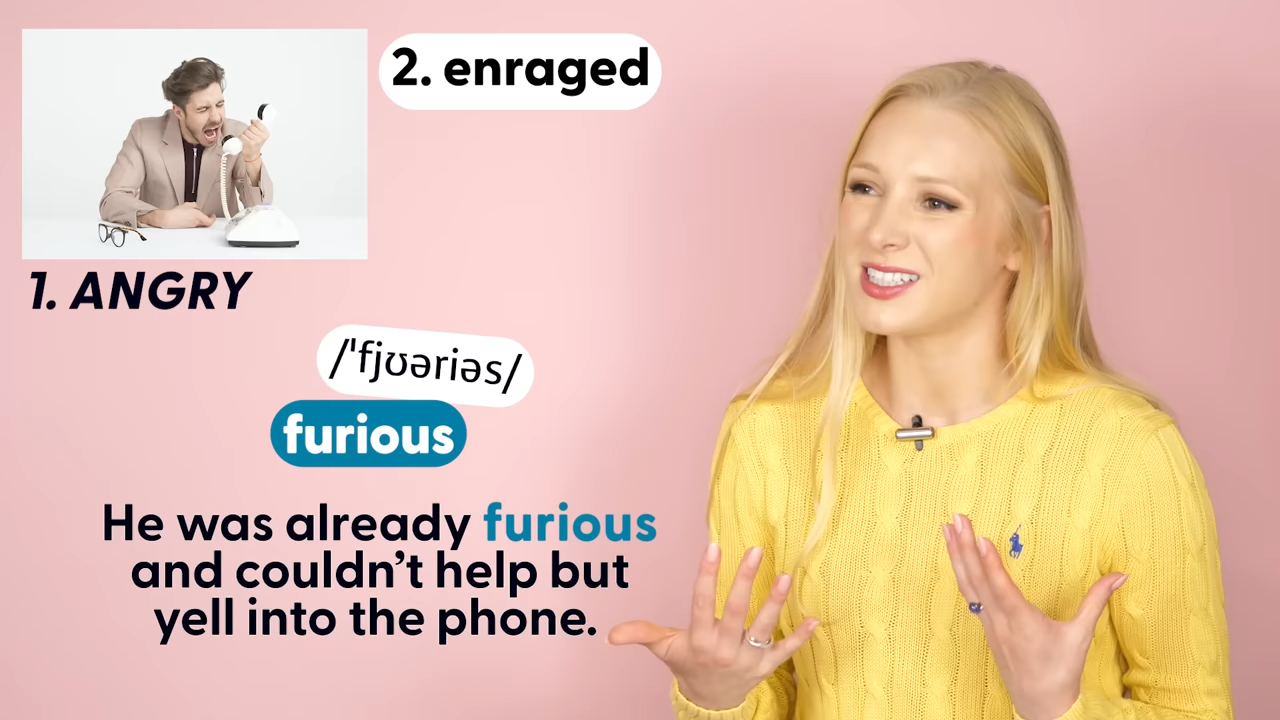 2. enraged
1. ANGRY
/ˈfjʊəriəs/
furious
He was already furious
and couldn’t help but
yell into the phone.